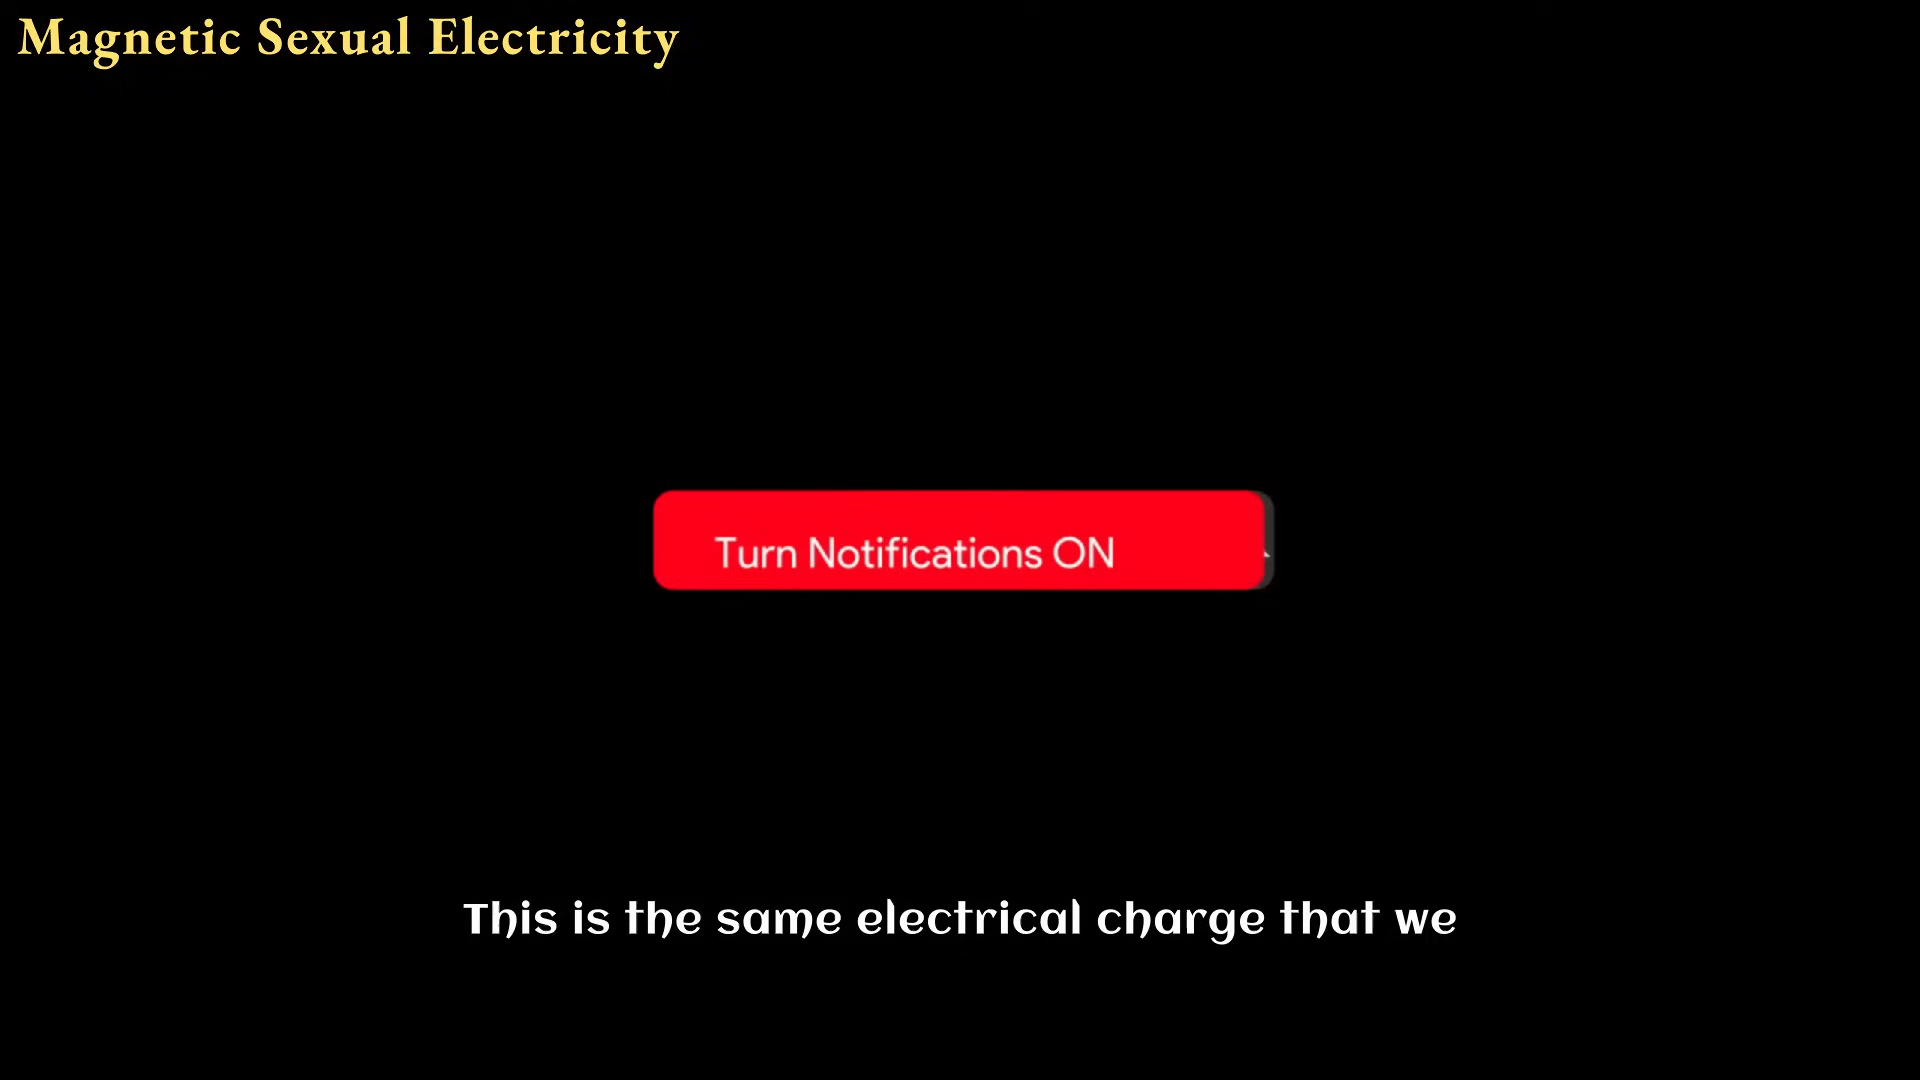 Magnetic Sexual Electricity
Turn Notifications ON
This is the same electrical charge that we